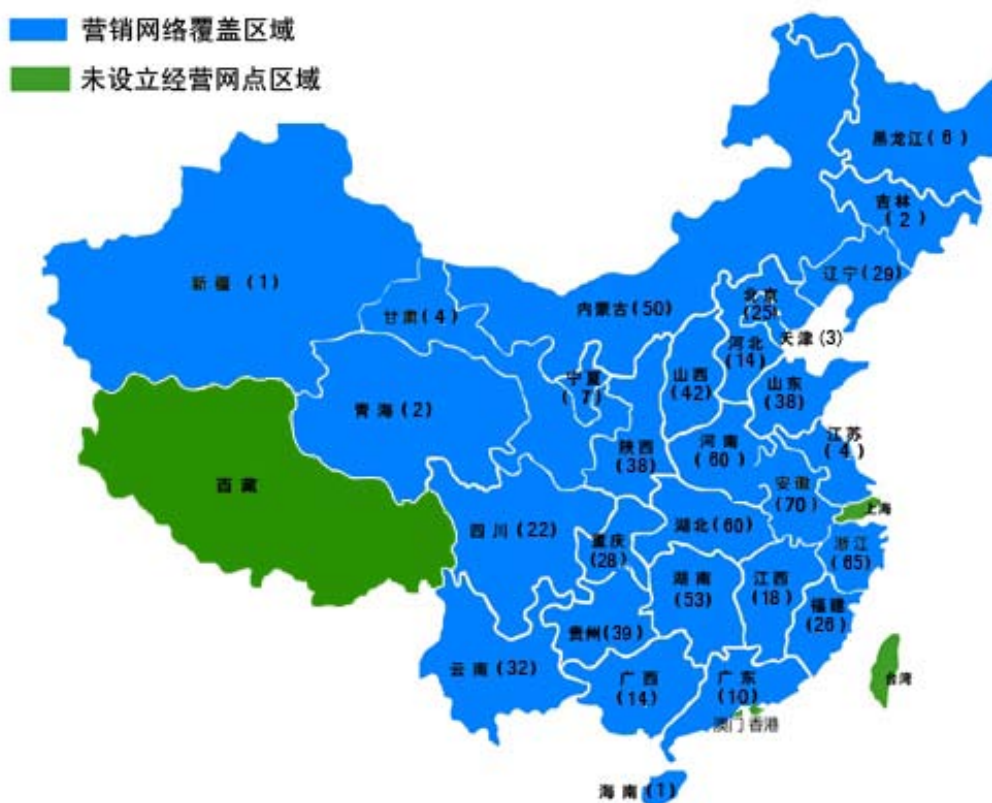 营销网络覆盖区域
未设立经营网点区域
黑龙江(6)
吉林
(2)
辽宁(29)
新疆(1)
甘肃(4)
内蒙古(50)
北京
(25)
天津(3)
河北
(14)
宁夏
(7)
山西
(42)
山东
(38)
青海(2)
陕西
(38)
河南
(60)
江苏
(4)
西藏
安徽
(70)
上海
四川(22)
重庆
(28)
湖北(60)
浙江
(65)
湖南
(53)
江西
(18)
福建
(26)
贵州(39)
云南(32)
广西
(14)
广东
(10)
台湾
澳门 香港
海南(1)